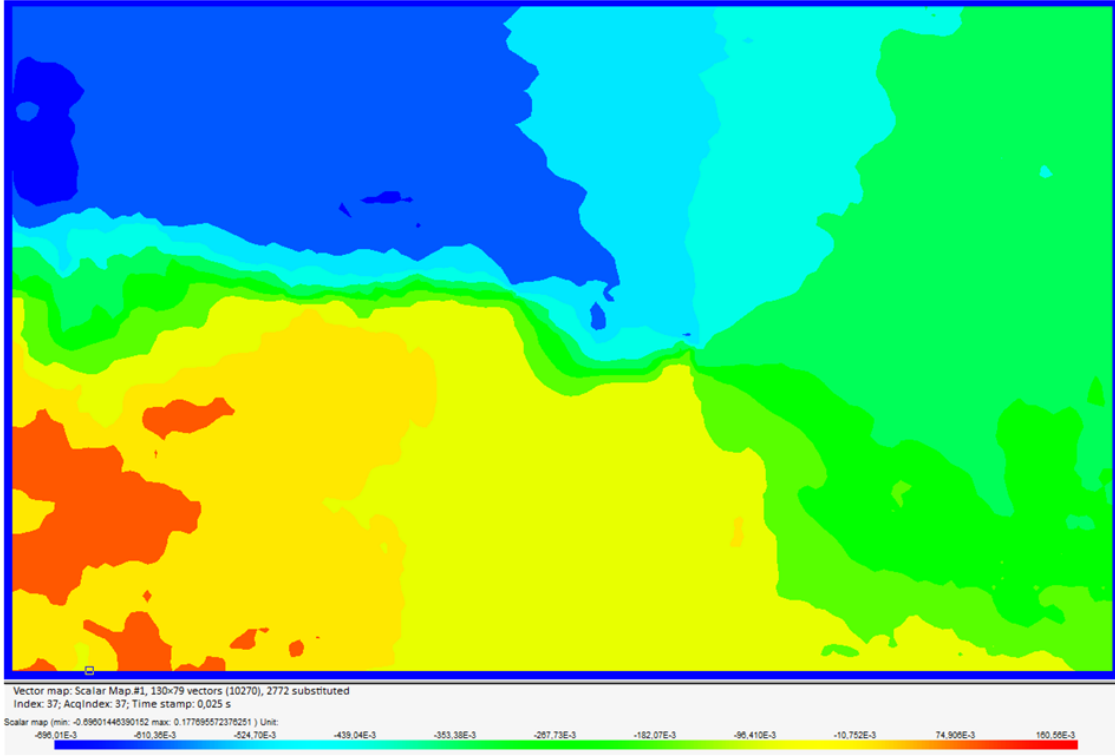 Vector map: Scalar Map.#1, 130×79 vectors (10270), 2772 substituted
Index: 37; AcqIndex: 37; Time stamp: 0,025 s
Scalar map (min: -0.69601446390152 max: 0.177695572376251 ) Unit:
-696,01E-3 -610,36E-3 -524,70E-3 -439,04E-3 -353,38E-3 -267,73E-3 -182,07E-3 -96,410E-3 -10,752E-3 74,906E-3 160,56E-3